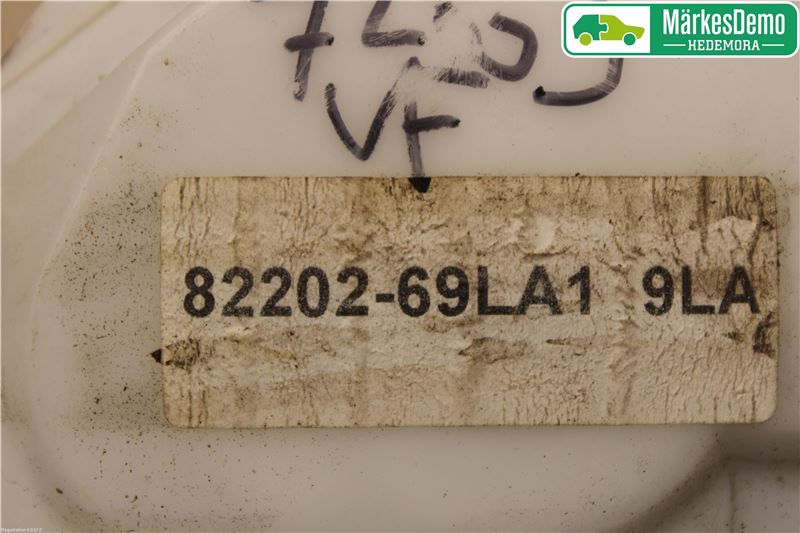 MärkesDemo
HEDEMORA
VF
82202-69LA1 9LA